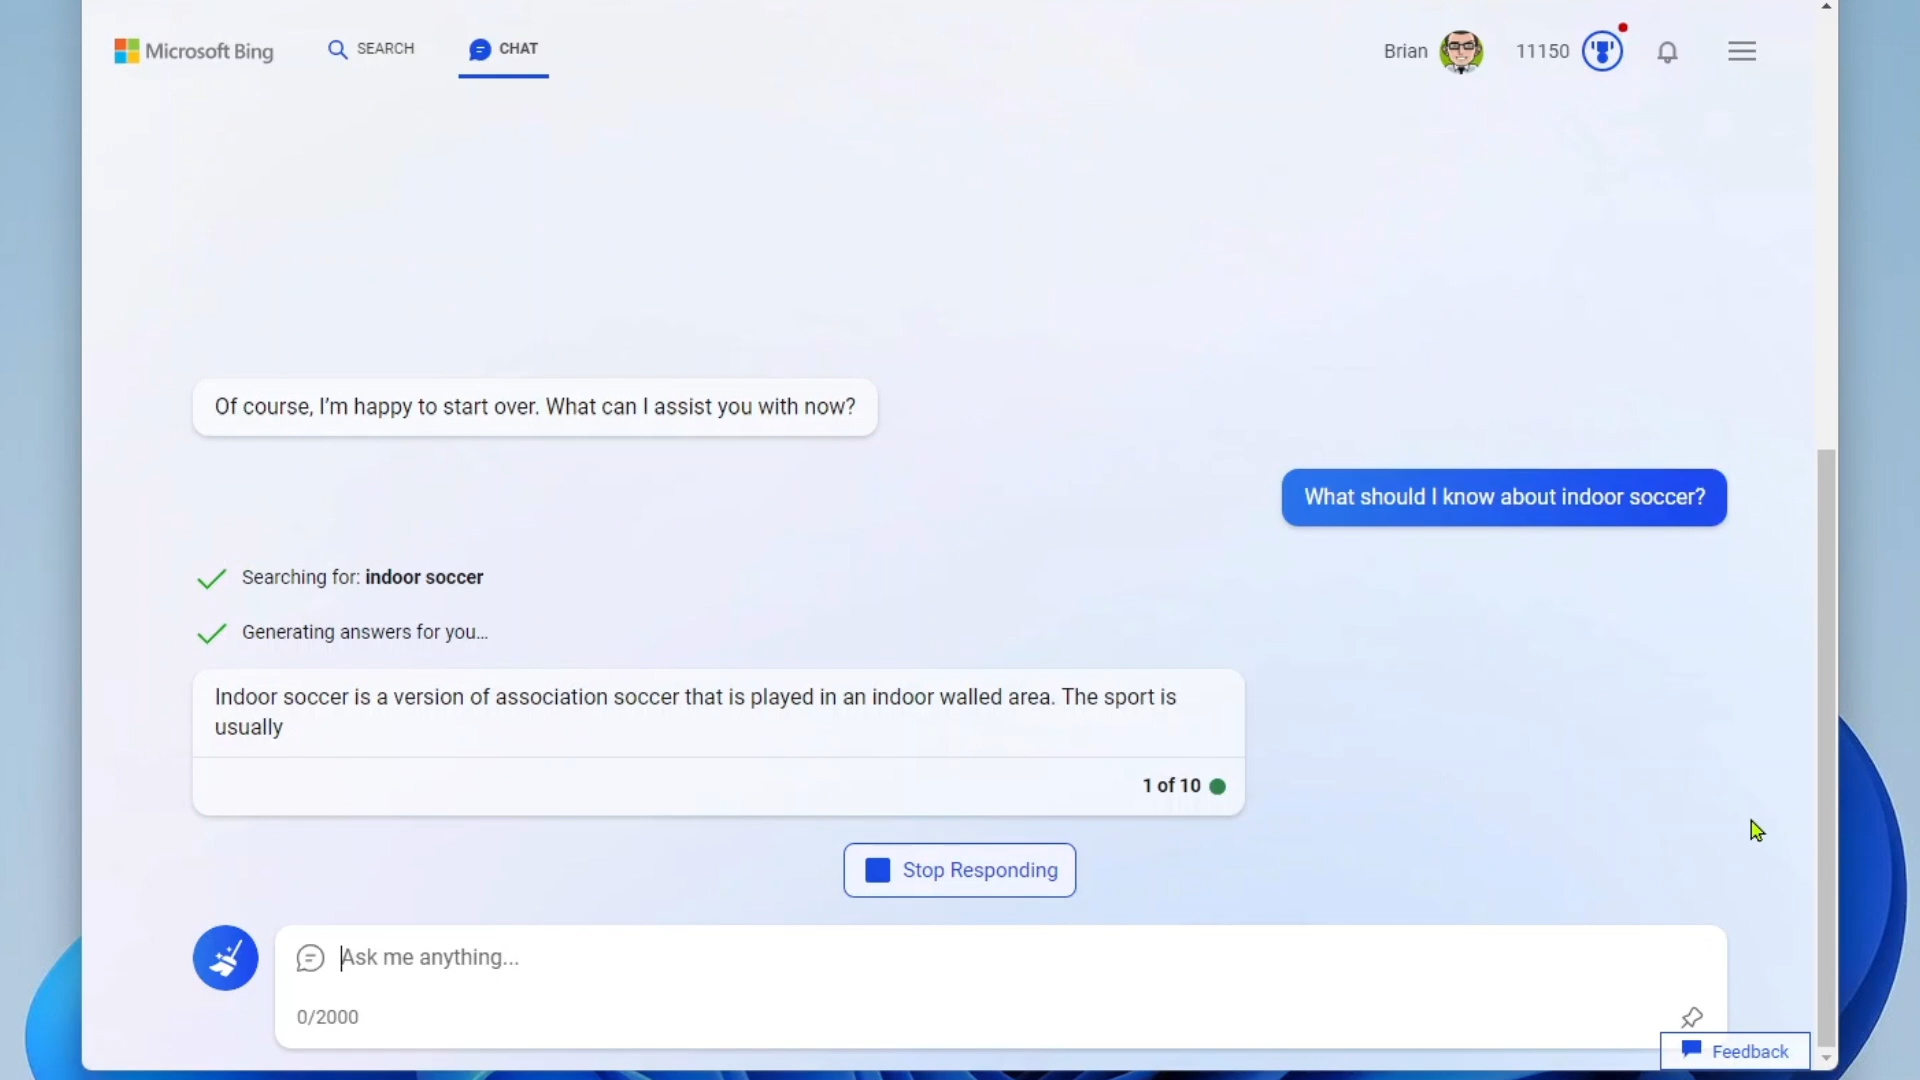 Microsoft Bing
SEARCH
CHAT
Brian
11150
Of course, I’m happy to start over. What can I assist you with now?
What should I know about indoor soccer?
Searching for: indoor soccer
Generating answers for you...
Indoor soccer is a version of association soccer that is played in an indoor walled area. The sport is
usually
1 of 10
Stop Responding
Ask me anything...
0/2000
Feedback